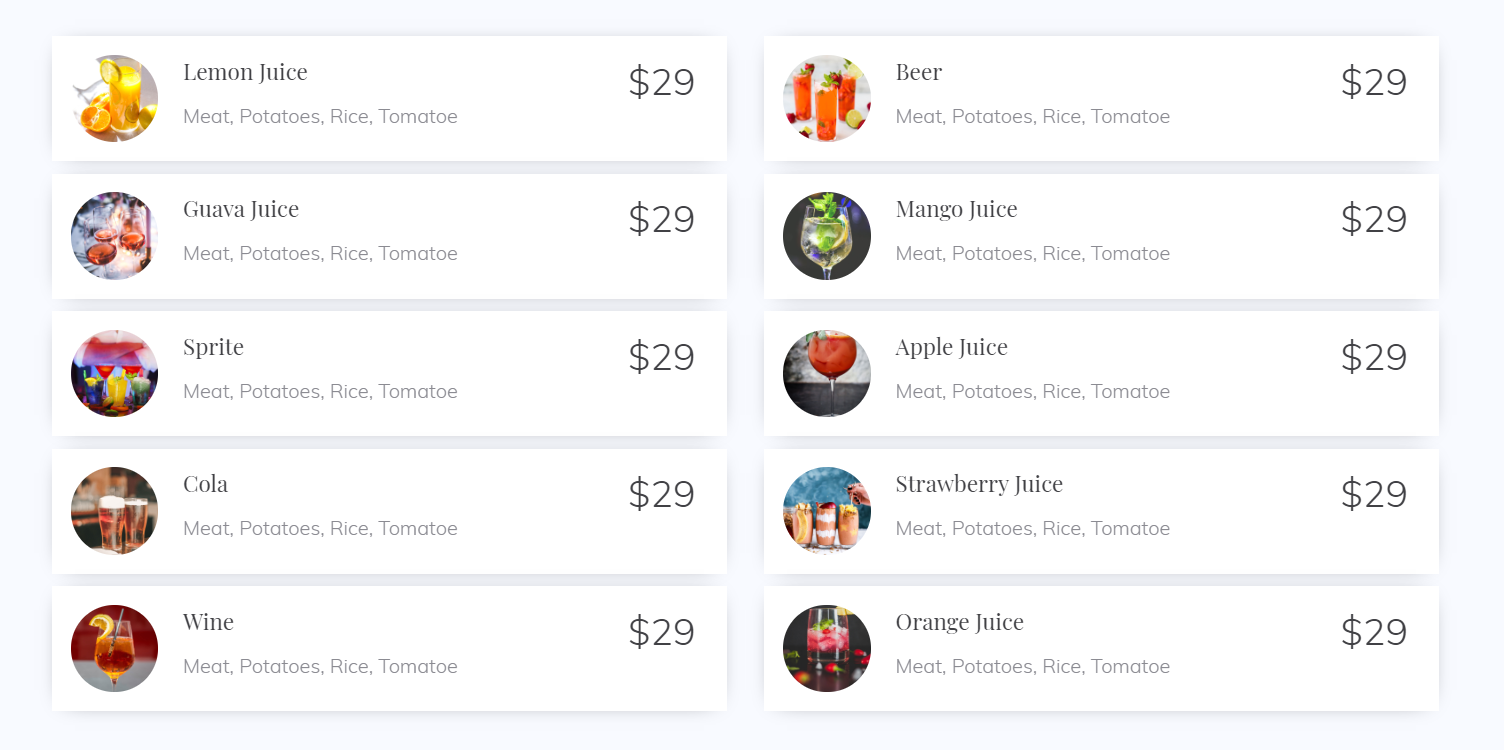 Lemon Juice
$29
Meat, Potatoes, Rice, Tomatoe
Beer
$29
Meat, Potatoes, Rice, Tomatoe
Guava Juice
$29
Meat, Potatoes, Rice, Tomatoe
Mango Juice
$29
Meat, Potatoes, Rice, Tomatoe
Sprite
$29
Meat, Potatoes, Rice, Tomatoe
Apple Juice
$29
Meat, Potatoes, Rice, Tomatoe
Cola
$29
Meat, Potatoes, Rice, Tomatoe
Strawberry Juice
$29
Meat, Potatoes, Rice, Tomatoe
Wine
$29
Meat, Potatoes, Rice, Tomatoe
Orange Juice
$29
Meat, Potatoes, Rice, Tomatoe